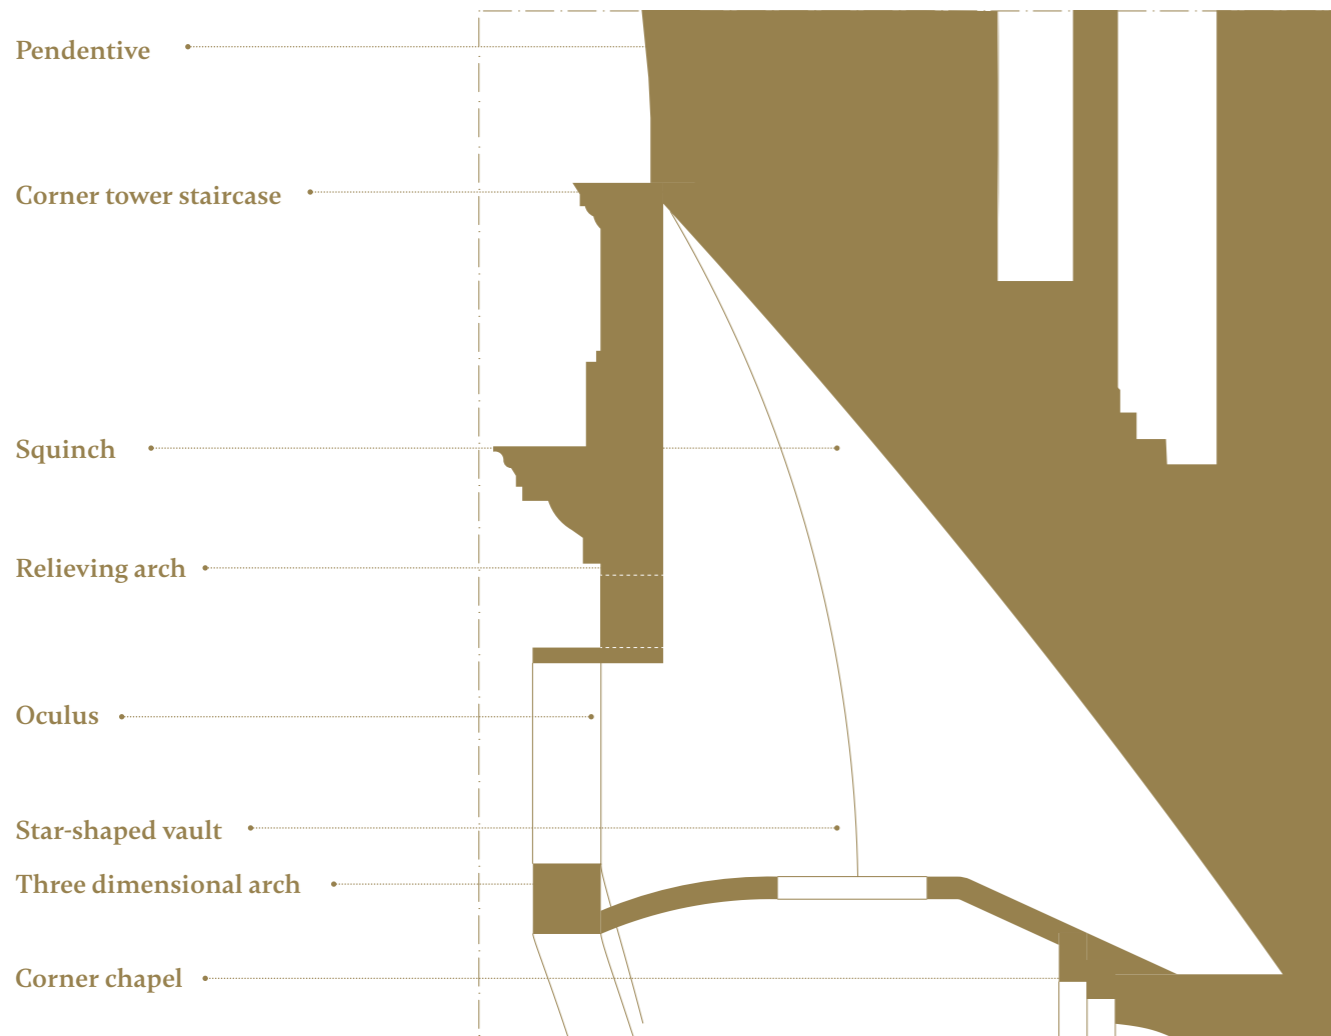 Pendentive
Corner tower staircase
Squinch
Relieving arch
Oculus
Star-shaped vault
Three dimensional arch
Corner chapel